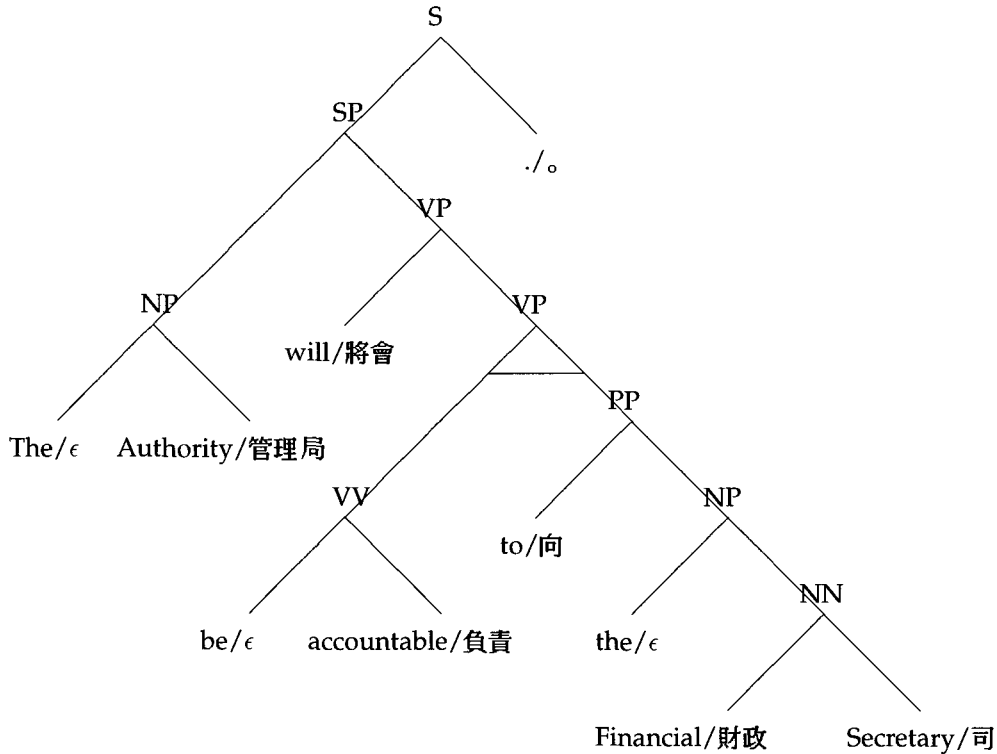 S
SP
./。
VP
NP
VP
will/將會
PP
The/ϵ
Authority/管理局
VV
NP
to/向
NN
be/ϵ
accountable/負責
the/ϵ
Financial/財政
Secretary/司